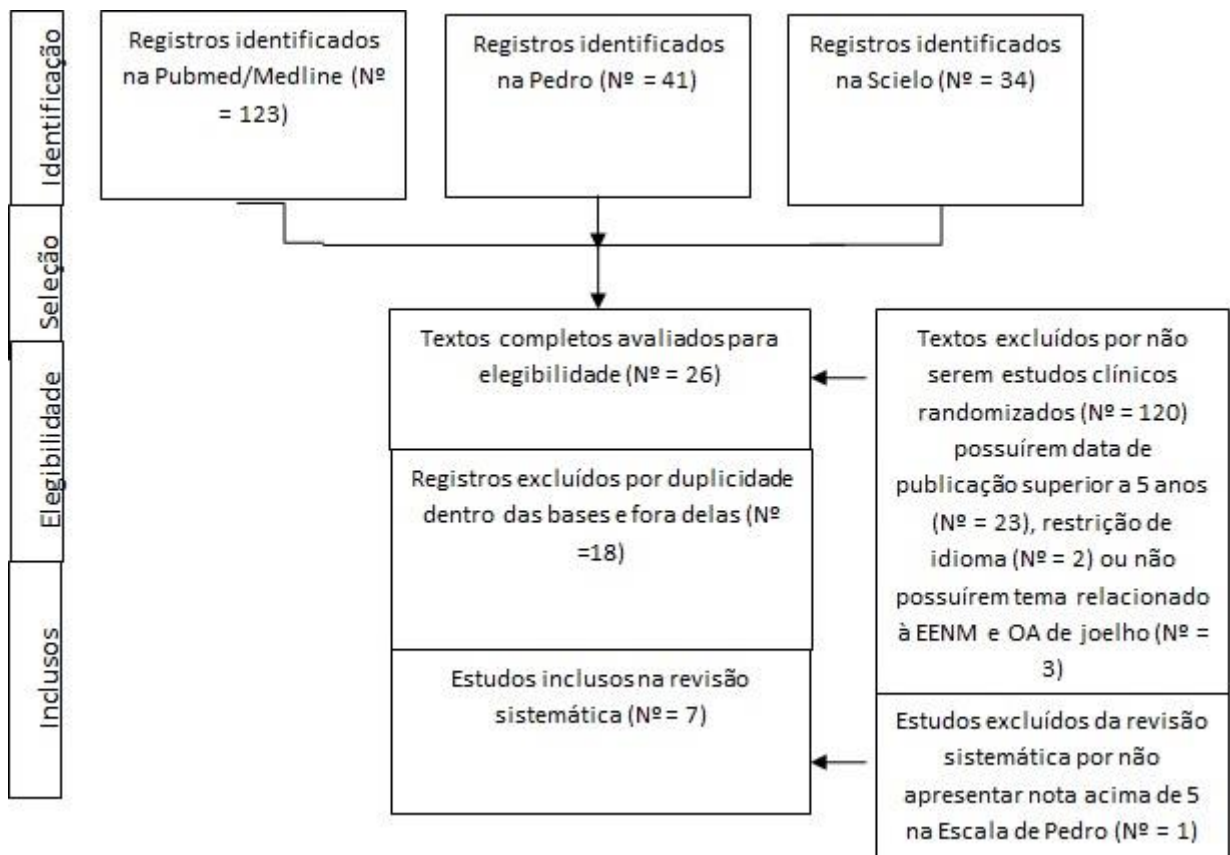 Identificação
Registros identificados
na Pubmed/Medline (Nº
= 123)
Registros identificados
na Pedro (Nº = 41)
Registros identificados
na Scielo (Nº = 34)
Seleção
Elegibilidade
Textos completos avaliados para
elegibilidade (Nº = 26)
Textos excluídos por não
serem estudos clínicos
randomizados (Nº = 120)
possuírem data de
publicação superior a 5 anos
(Nº = 23), restrição de
idioma (Nº = 2) ou não
possuírem tema relacionado
à EENM e OA de joelho (Nº =
3)
Registros excluídos por duplicidade
dentro das bases e fora delas (Nº
=18)
Inclusos
Estudos inclusos na revisão
sistemática (Nº = 7)
Estudos excluídos da revisão
sistemática por não
apresentar nota acima de 5
na Escala de Pedro (Nº = 1)